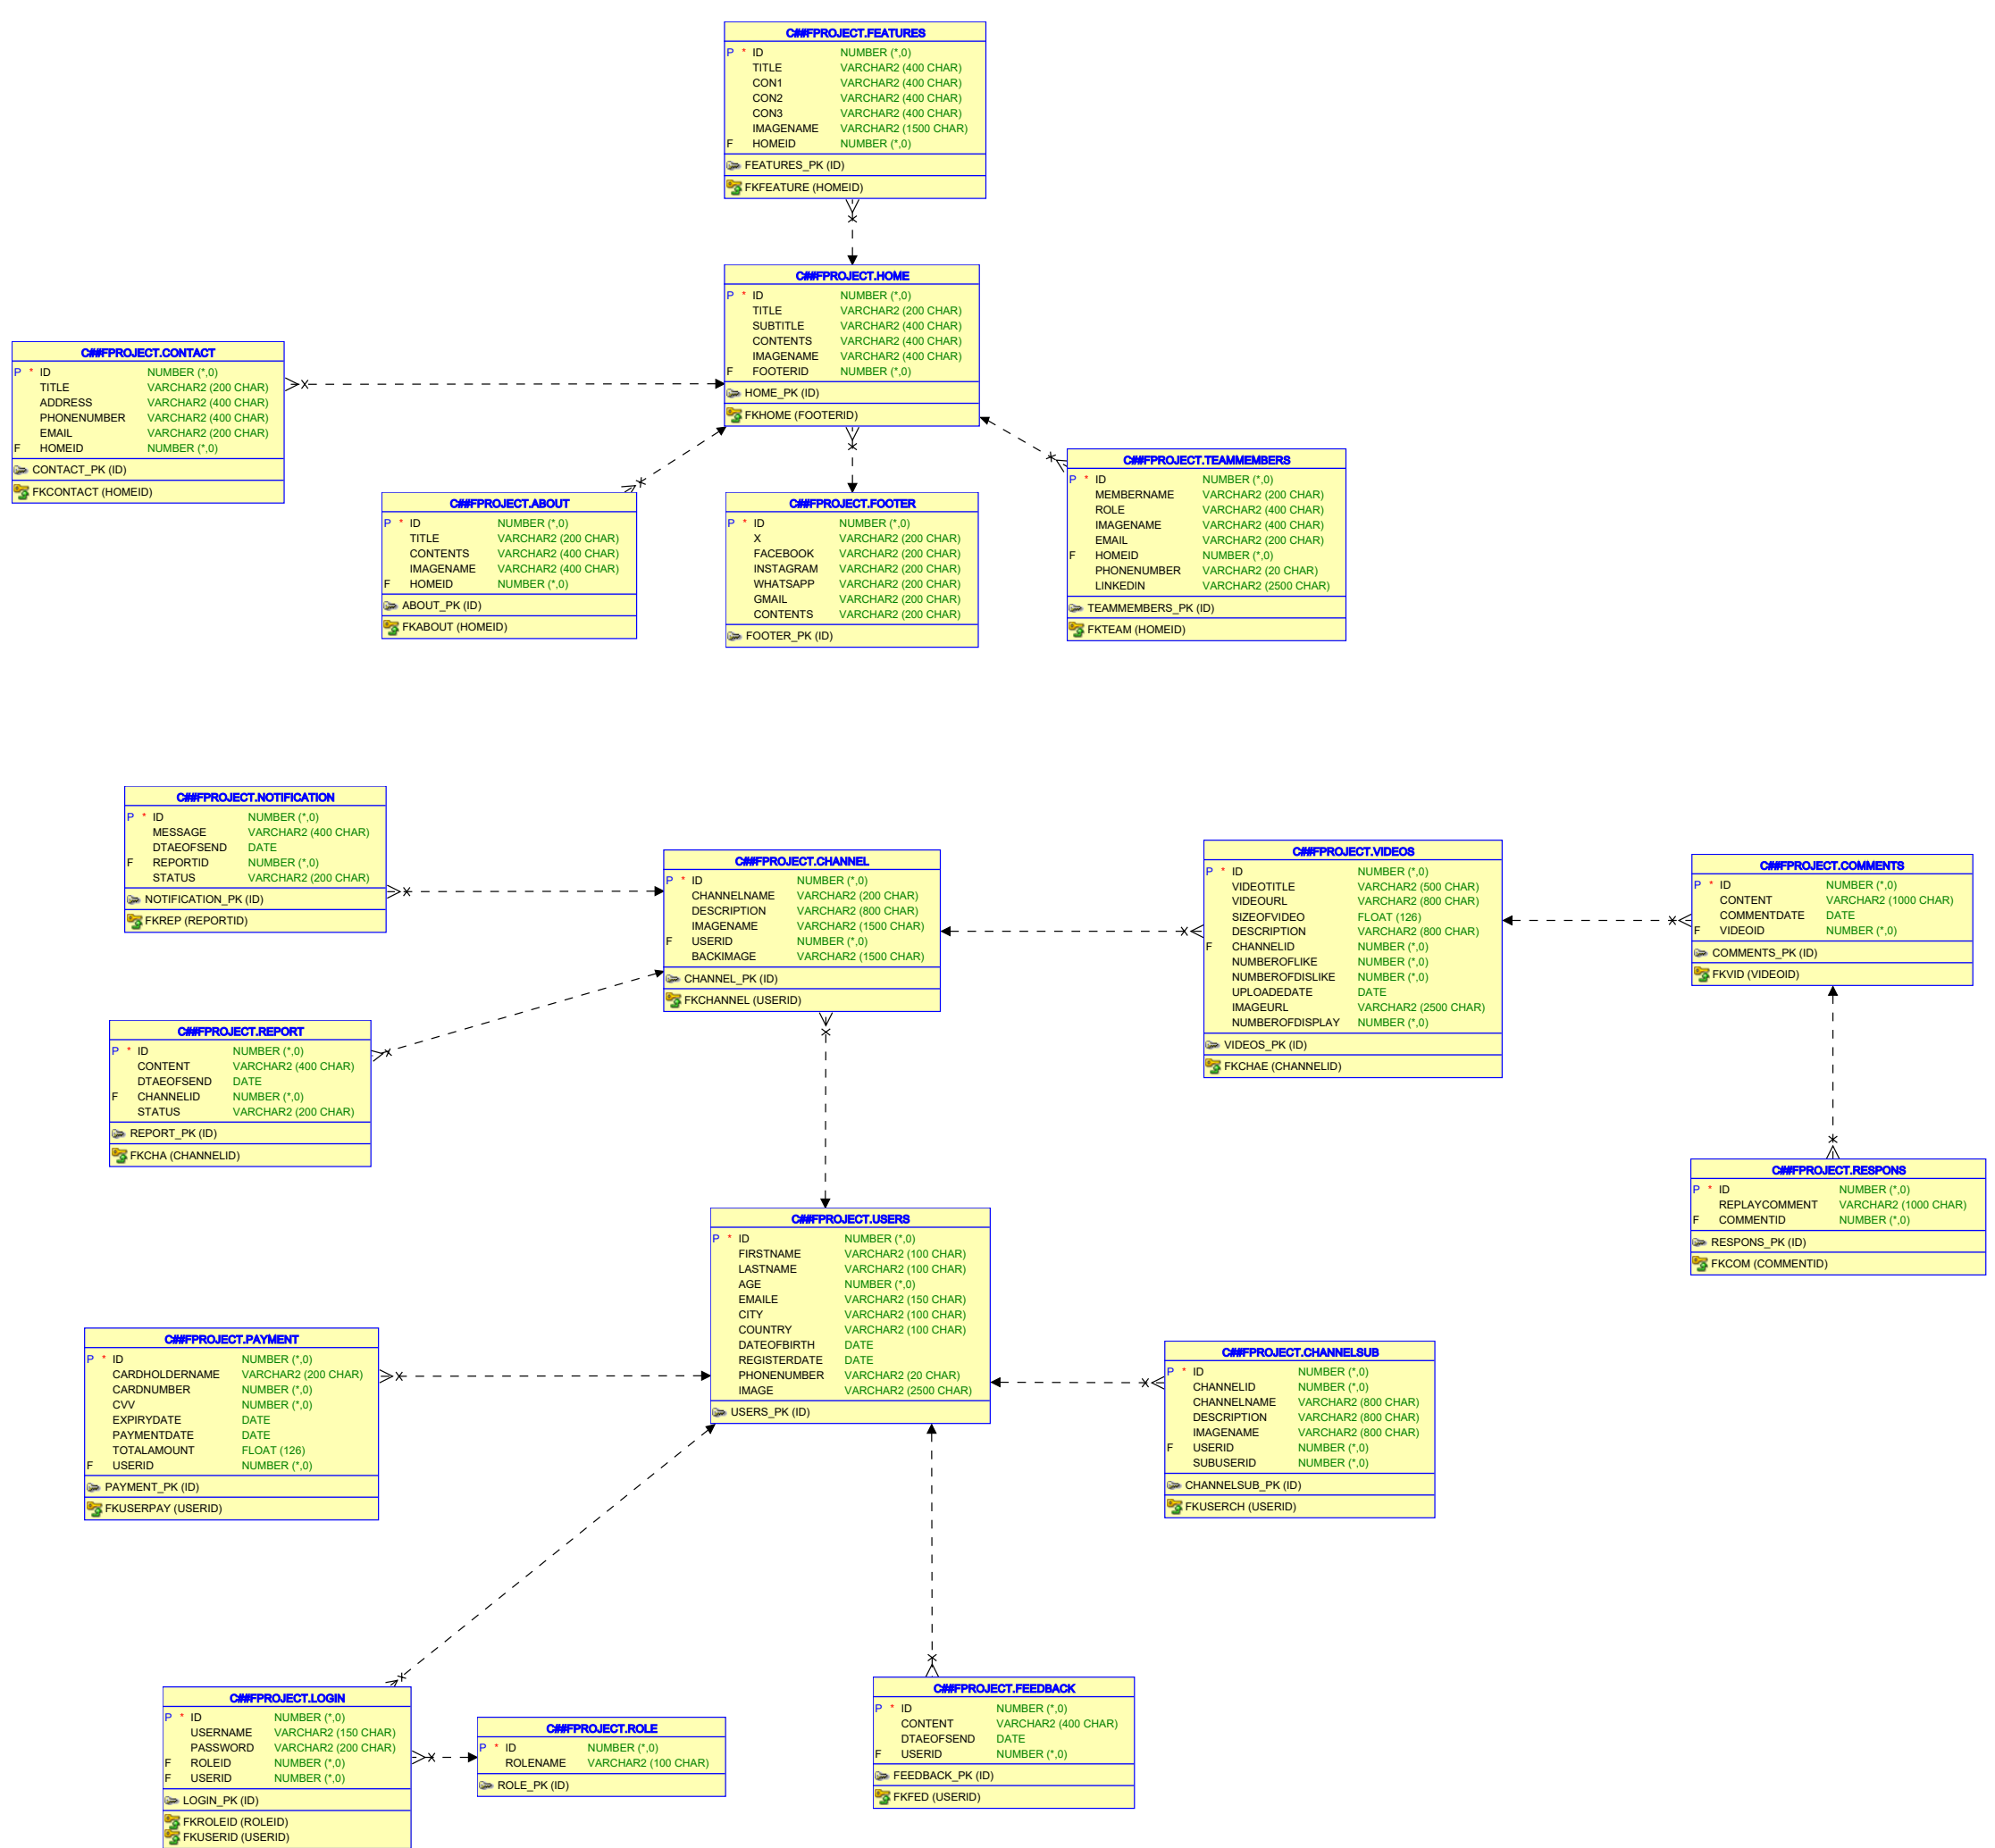 C##FPROJECT.FEATURES
P * ID NUMBER (*,0)
TITLE VARCHAR2 (400 CHAR)
CON1 VARCHAR2 (400 CHAR)
CON2 VARCHAR2 (400 CHAR)
CON3 VARCHAR2 (400 CHAR)
IMAGENAME VARCHAR2 (1500 CHAR)
F HOMEID NUMBER (*,0)
FEATURES_PK (ID)
FKFEATURE (HOMEID)
C##FPROJECT.HOME
P * ID NUMBER (*,0)
TITLE VARCHAR2 (200 CHAR)
SUBTITLE VARCHAR2 (400 CHAR)
CONTENTS VARCHAR2 (400 CHAR)
IMAGENAME VARCHAR2 (400 CHAR)
F FOOTERID NUMBER (*,0)
HOME_PK (ID)
FKHOME (FOOTERID)
C##FPROJECT.CONTACT
P * ID NUMBER (*,0)
TITLE VARCHAR2 (200 CHAR)
ADDRESS VARCHAR2 (400 CHAR)
PHONENUMBER VARCHAR2 (400 CHAR)
EMAIL VARCHAR2 (200 CHAR)
F HOMEID NUMBER (*,0)
CONTACT_PK (ID)
FKCONTACT (HOMEID)
C##FPROJECT.ABOUT
P * ID NUMBER (*,0)
TITLE VARCHAR2 (200 CHAR)
CONTENTS VARCHAR2 (400 CHAR)
IMAGENAME VARCHAR2 (400 CHAR)
F HOMEID NUMBER (*,0)
ABOUT_PK (ID)
FKABOUT (HOMEID)
C##FPROJECT.FOOTER
P * ID NUMBER (*,0)
X VARCHAR2 (200 CHAR)
FACEBOOK VARCHAR2 (200 CHAR)
INSTAGRAM VARCHAR2 (200 CHAR)
WHATSAPP VARCHAR2 (200 CHAR)
GMAIL VARCHAR2 (200 CHAR)
CONTENTS VARCHAR2 (200 CHAR)
FOOTER_PK (ID)
C##FPROJECT.TEAMMEMBERS
P * ID NUMBER (*,0)
MEMBERNAME VARCHAR2 (200 CHAR)
ROLE VARCHAR2 (400 CHAR)
IMAGENAME VARCHAR2 (400 CHAR)
EMAIL VARCHAR2 (200 CHAR)
F HOMEID NUMBER (*,0)
PHONENUMBER VARCHAR2 (20 CHAR)
LINKEDIN VARCHAR2 (2500 CHAR)
TEAMMEMBERS_PK (ID)
FKTEAM (HOMEID)
C##FPROJECT.NOTIFICATION
P * ID NUMBER (*,0)
MESSAGE VARCHAR2 (400 CHAR)
DTAEOFSEND DATE
F REPORTID NUMBER (*,0)
STATUS VARCHAR2 (200 CHAR)
NOTIFICATION_PK (ID)
FKREP (REPORTID)
C##FPROJECT.CHANNEL
P * ID NUMBER (*,0)
CHANNELNAME VARCHAR2 (200 CHAR)
DESCRIPTION VARCHAR2 (800 CHAR)
IMAGENAME VARCHAR2 (1500 CHAR)
F USERID NUMBER (*,0)
BACKIMAGE VARCHAR2 (1500 CHAR)
CHANNEL_PK (ID)
FKCHANNEL (USERID)
C##FPROJECT.VIDEOS
P * ID NUMBER (*,0)
VIDEOTITLE VARCHAR2 (500 CHAR)
VIDEOURL VARCHAR2 (800 CHAR)
SIZEOFVIDEO FLOAT (126)
DESCRIPTION VARCHAR2 (800 CHAR)
F CHANNELID NUMBER (*,0)
NUMBEROFLIKE NUMBER (*,0)
NUMBEROFDISLIKE NUMBER (*,0)
UPLOADEDATE DATE
IMAGEURL VARCHAR2 (2500 CHAR)
NUMBEROFDISPLAY NUMBER (*,0)
VIDEOS_PK (ID)
FKCHAE (CHANNELID)
C##FPROJECT.COMMENTS
P * ID NUMBER (*,0)
CONTENT VARCHAR2 (1000 CHAR)
COMMENTDATE DATE
F VIDEOID NUMBER (*,0)
COMMENTS_PK (ID)
FKVID (VIDEOID)
C##FPROJECT.REPORT
P * ID NUMBER (*,0)
CONTENT VARCHAR2 (400 CHAR)
DTAEOFSEND DATE
F CHANNELID NUMBER (*,0)
STATUS VARCHAR2 (200 CHAR)
REPORT_PK (ID)
FKCHA (CHANNELID)
C##FPROJECT.RESPONS
P * ID NUMBER (*,0)
REPLAYCOMMENT VARCHAR2 (1000 CHAR)
F COMMENTID NUMBER (*,0)
RESPONS_PK (ID)
FKCOM (COMMENTID)
C##FPROJECT.USERS
P * ID NUMBER (*,0)
FIRSTNAME VARCHAR2 (100 CHAR)
LASTNAME VARCHAR2 (100 CHAR)
AGE NUMBER (*,0)
EMAILE VARCHAR2 (150 CHAR)
CITY VARCHAR2 (100 CHAR)
COUNTRY VARCHAR2 (100 CHAR)
DATEOFBIRTH DATE
REGISTERDATE DATE
PHONENUMBER VARCHAR2 (20 CHAR)
IMAGE VARCHAR2 (2500 CHAR)
USERS_PK (ID)
C##FPROJECT.PAYMENT
P * ID NUMBER (*,0)
CARDHOLDERNAME VARCHAR2 (200 CHAR)
CARDNUMBER NUMBER (*,0)
CVV NUMBER (*,0)
EXPIRYDATE DATE
PAYMENTDATE DATE
TOTALAMOUNT FLOAT (126)
F USERID NUMBER (*,0)
PAYMENT_PK (ID)
FKUSERPAY (USERID)
C##FPROJECT.CHANNELSUB
P * ID NUMBER (*,0)
CHANNELID NUMBER (*,0)
CHANNELNAME VARCHAR2 (800 CHAR)
DESCRIPTION VARCHAR2 (800 CHAR)
IMAGENAME VARCHAR2 (800 CHAR)
F USERID NUMBER (*,0)
SUBUSERID NUMBER (*,0)
CHANNELSUB_PK (ID)
FKUSERCH (USERID)
C##FPROJECT.LOGIN
P * ID NUMBER (*,0)
USERNAME VARCHAR2 (150 CHAR)
PASSWORD VARCHAR2 (200 CHAR)
F ROLEID NUMBER (*,0)
F USERID NUMBER (*,0)
LOGIN_PK (ID)
FKROLEID (ROLEID)
FKUSERID (USERID)
C##FPROJECT.ROLE
P * ID NUMBER (*,0)
ROLENAME VARCHAR2 (100 CHAR)
ROLE_PK (ID)
C##FPROJECT.FEEDBACK
P * ID NUMBER (*,0)
CONTENT VARCHAR2 (400 CHAR)
DTAEOFSEND DATE
F USERID NUMBER (*,0)
FEEDBACK_PK (ID)
FKFED (USERID)